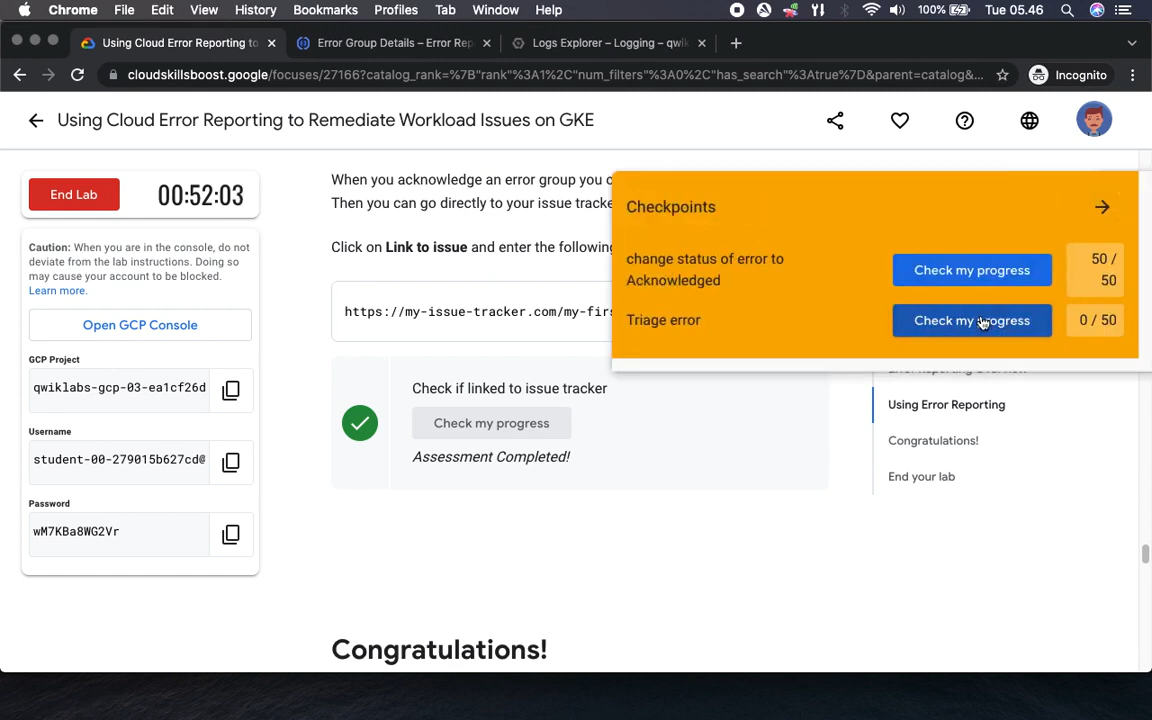 Chrome File Edit View History Bookmarks Profiles Tab Window Help 100% Tue 05.46
Using Cloud Error Reporting to
Error Group Details – Error Rep
Logs Explorer – Logging – qwik
cloudskillsboost.google/focuses/27166?catalog_rank=%7B"rank"%3A1%2C"num_filters"%3A0%2C"has_search"%3Atrue%7D&parent=catalog&... Incognito
Using Cloud Error Reporting to Remediate Workload Issues on GKE
End Lab 00:52:03
Caution: When you are in the console, do not
deviate from the lab instructions. Doing so
may cause your account to be blocked.
Learn more.
Open GCP Console
GCP Project
qwiklabs-gcp-03-ea1cf26d
Username
student-00-279015b627cd@
Password
wM7KBa8WG2Vr
When you acknowledge an error group you c
Then you can go directly to your issue tracke
Click on Link to issue and enter the following
https://my-issue-tracker.com/my-firs
Check if linked to issue tracker
Check my progress
Assessment Completed!
Congratulations!
Checkpoints
change status of error to
Acknowledged
Check my progress
50 /
50
Triage error
Check my progress
0 / 50
Using Error Reporting
Congratulations!
End your lab